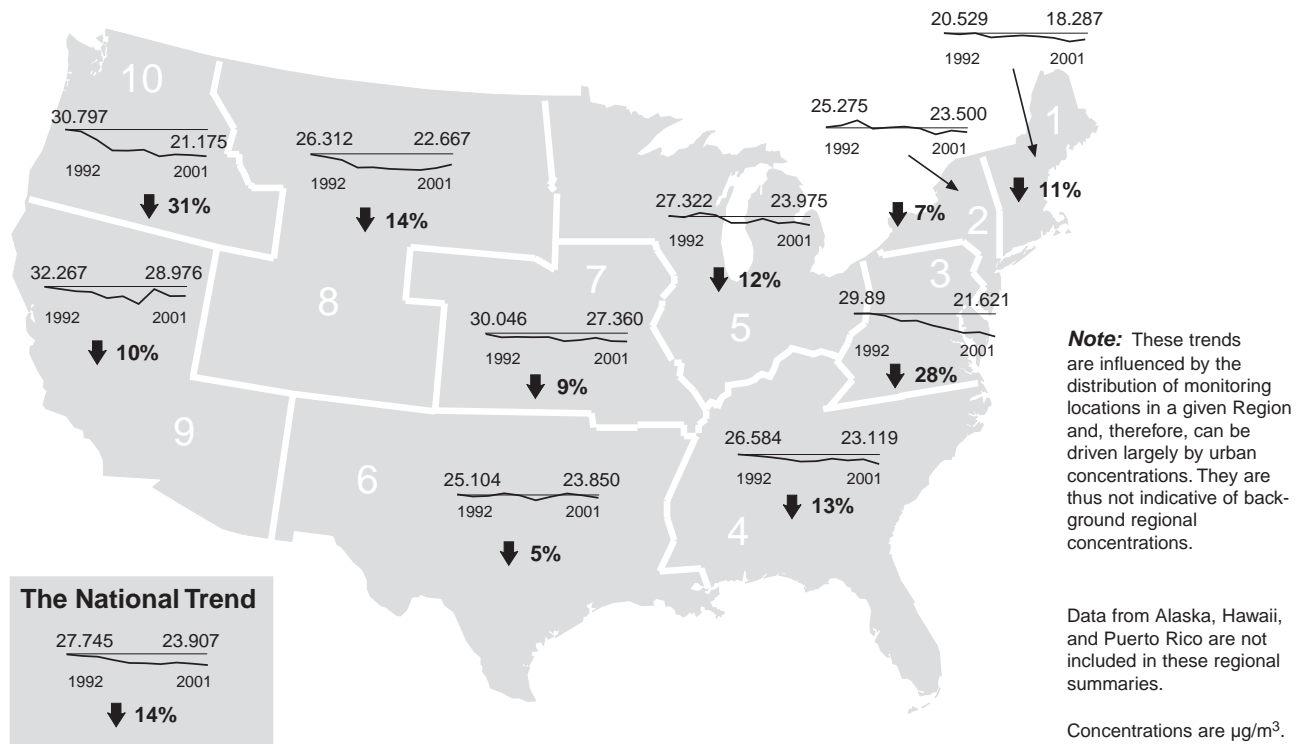 20.529 18.287
1992 2001
1
11%
25.275 23.500
1992 2001
2
7%
10
30.797
21.175
1992 2001
31%
26.312 22.667
1992 2001
14%
8
27.322 23.975
1992 2001
12%
5
3
29.89 21.621
1992 2001
28%
32.267 28.976
1992 2001
10%
9
7
30.046 27.360
1992 2001
9%
26.584 23.119
1992 2001
13%
4
6
25.104 23.850
1992 2001
5%
The National Trend
27.745 23.907
1992 2001
14%
Note: These trends
are influenced by the
distribution of monitoring
locations in a given Region
and, therefore, can be
driven largely by urban
concentrations. They are
thus not indicative of back-
ground regional
concentrations.
Data from Alaska, Hawaii,
and Puerto Rico are not
included in these regional
summaries.
Concentrations are µg/m³.